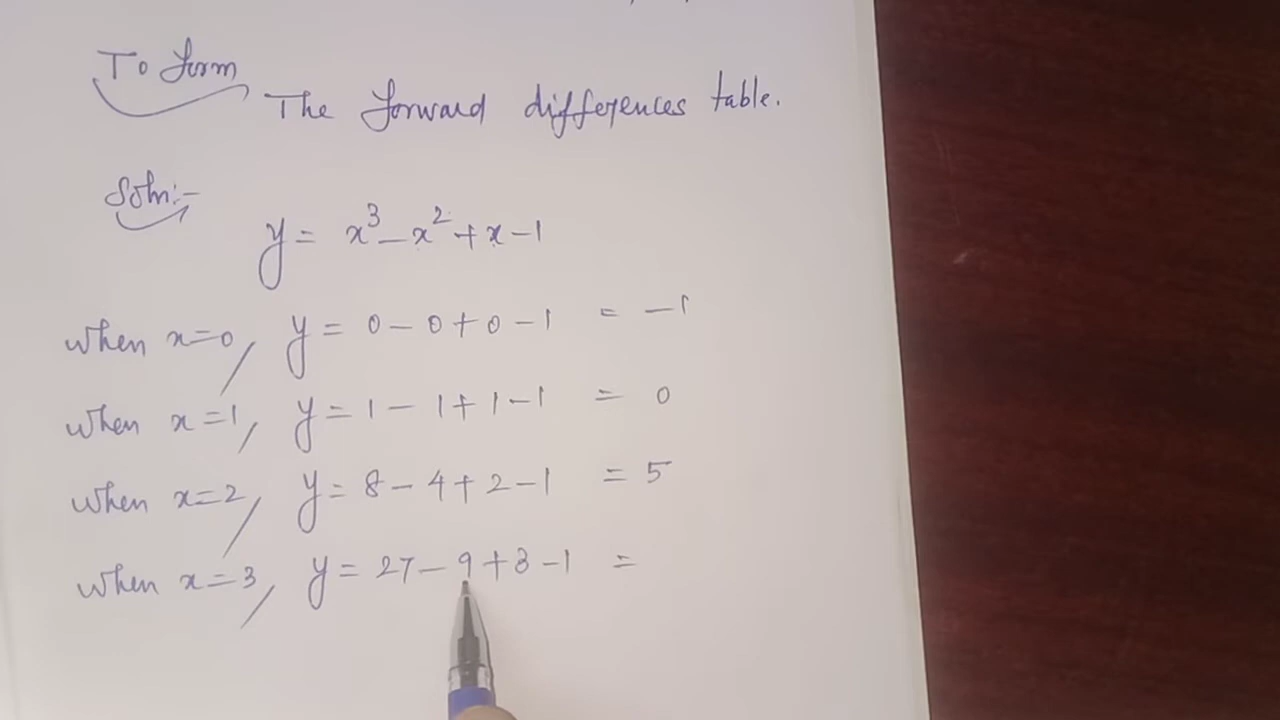 To form
The forward differences table.
Soln:-
y = x³ - x² + x - 1
when x=0, y = 0 - 0 + 0 - 1 = -1
when x=1, y = 1 - 1 + 1 - 1 = 0
when x=2, y = 8 - 4 + 2 - 1 = 5
when x=3, y = 27 - 9 + 3 - 1 =